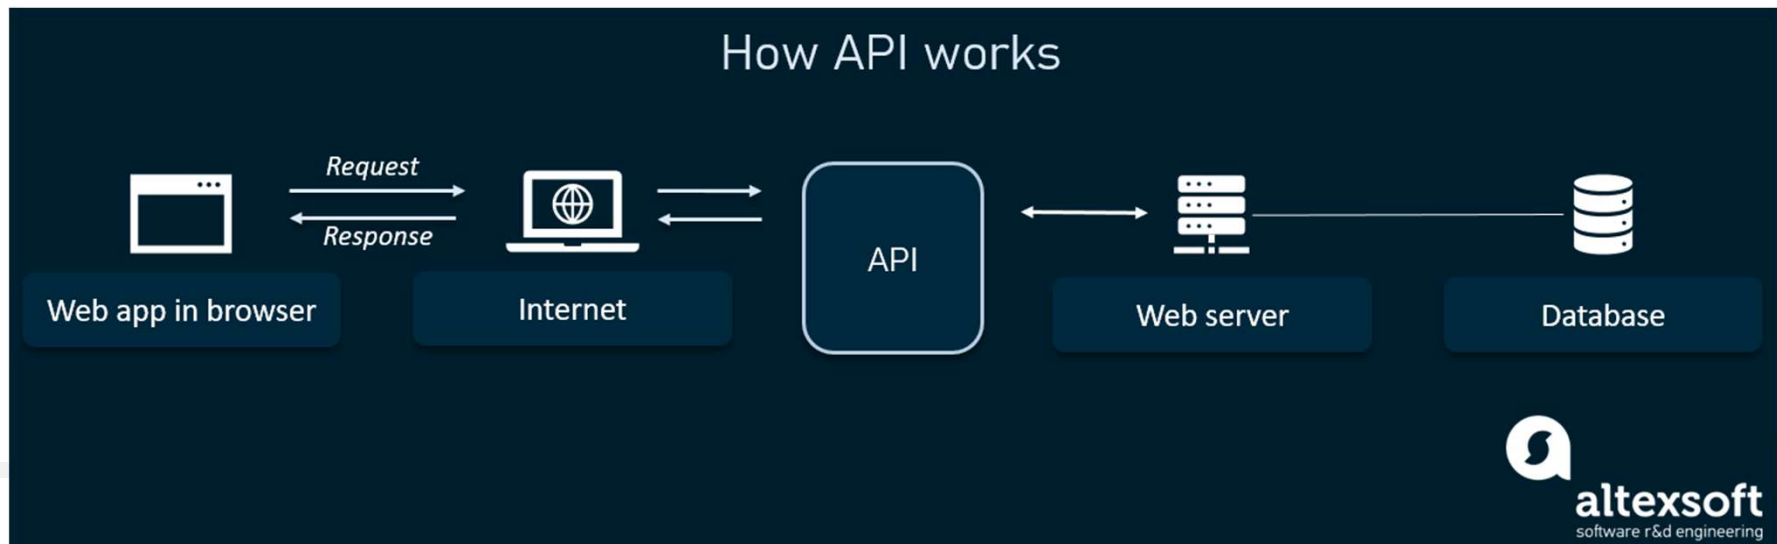 How API works
Request
Response
API
Web app in browser
Internet
Web server
Database
altexsoft
software r&d engineering